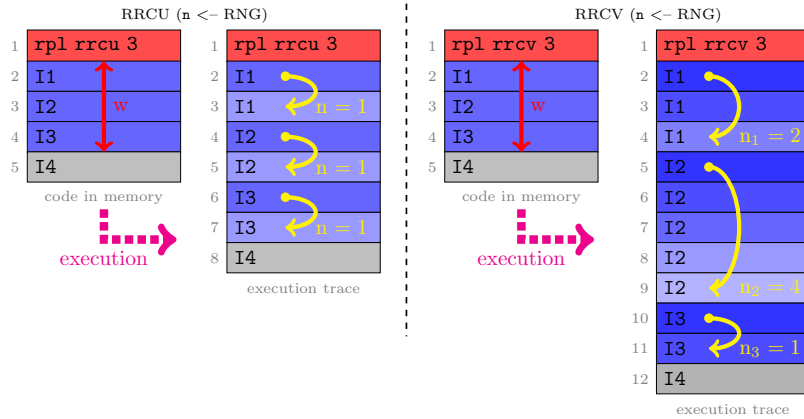 RRCU (n <– RNG)
1 rpl rrcu 3
2 I1
3 I2
w
4 I3
5 I4
code in memory
execution
1 rpl rrcu 3
2 I1
3 I1 n = 1
4 I2
5 I2 n = 1
6 I3
7 I3 n = 1
8 I4
execution trace
RRCV (n <– RNG)
1 rpl rrcv 3
2 I1
3 I2
w
4 I3
5 I4
code in memory
execution
1 rpl rrcv 3
2 I1
3 I1
4 I1 n₁ = 2
5 I2
6 I2
7 I2
8 I2
9 I2 n₂ = 4
10 I3
11 I3 n₃ = 1
12 I4
execution trace